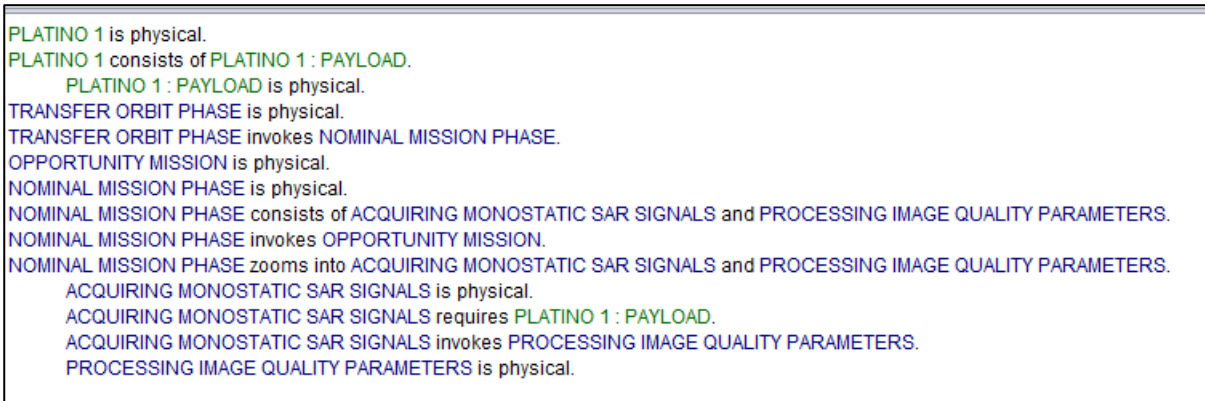 PLATINO 1 is physical.
PLATINO 1 consists of PLATINO 1 : PAYLOAD.
PLATINO 1 : PAYLOAD is physical.
TRANSFER ORBIT PHASE is physical.
TRANSFER ORBIT PHASE invokes NOMINAL MISSION PHASE.
OPPORTUNITY MISSION is physical.
NOMINAL MISSION PHASE is physical.
NOMINAL MISSION PHASE consists of ACQUIRING MONOSTATIC SAR SIGNALS and PROCESSING IMAGE QUALITY PARAMETERS.
NOMINAL MISSION PHASE invokes OPPORTUNITY MISSION.
NOMINAL MISSION PHASE zooms into ACQUIRING MONOSTATIC SAR SIGNALS and PROCESSING IMAGE QUALITY PARAMETERS.
ACQUIRING MONOSTATIC SAR SIGNALS is physical.
ACQUIRING MONOSTATIC SAR SIGNALS requires PLATINO 1 : PAYLOAD.
ACQUIRING MONOSTATIC SAR SIGNALS invokes PROCESSING IMAGE QUALITY PARAMETERS.
PROCESSING IMAGE QUALITY PARAMETERS is physical.